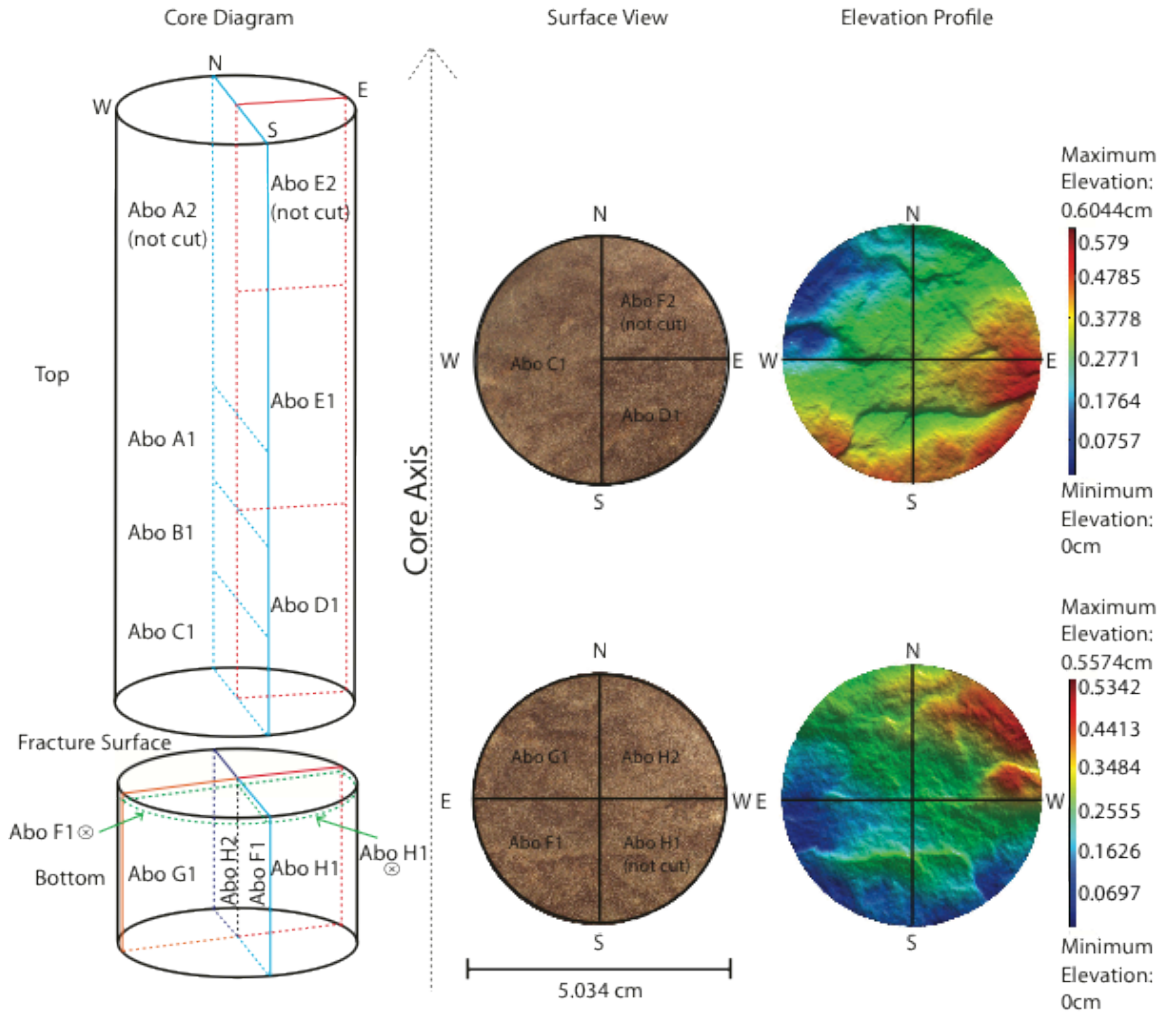 Core Diagram
Surface View
Elevation Profile
N
W
E
S
Abo A2
(not cut)
Abo E2
(not cut)
Top
Abo E1
Abo A1
Abo B1
Abo D1
Abo C1
Fracture Surface
Abo F1 ⊗
Bottom
Abo G1
Abo H2
Abo F1
Abo H1
Abo H1
⊗
Core Axis
N
W
E
S
Abo F2
(not cut)
Abo C1
Abo D1
N
W
E
S
Maximum
Elevation:
0.6044cm
0.579
0.4785
0.3778
0.2771
0.1764
0.0757
Minimum
Elevation:
0cm
N
E
W
S
Abo G1
Abo H2
Abo F1
Abo H1
(not cut)
5.034 cm
N
E
W
S
Maximum
Elevation:
0.5574cm
0.5342
0.4413
0.3484
0.2555
0.1626
0.0697
Minimum
Elevation:
0cm